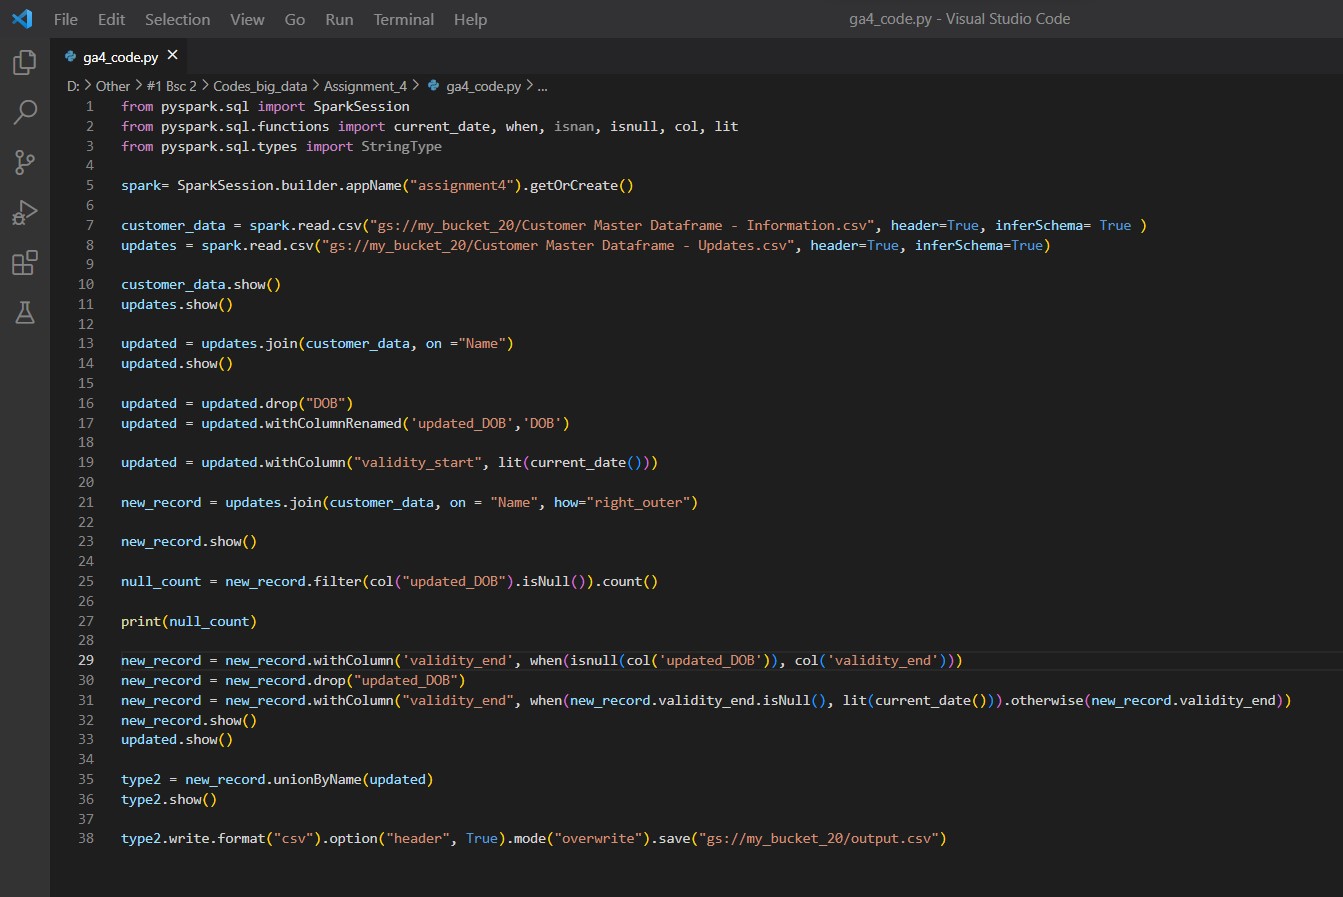 File Edit Selection View Go Run Terminal Help ga4_code.py - Visual Studio Code
ga4_code.py ×
D: > Other > #1 Bsc 2 > Codes_big_data > Assignment_4 > ga4_code.py > ...
1 from pyspark.sql import SparkSession
2 from pyspark.sql.functions import current_date, when, isnan, isnull, col, lit
3 from pyspark.sql.types import StringType
4
5 spark= SparkSession.builder.appName("assignment4").getOrCreate()
6
7 customer_data = spark.read.csv("gs://my_bucket_20/Customer Master Dataframe - Information.csv", header=True, inferSchema= True )
8 updates = spark.read.csv("gs://my_bucket_20/Customer Master Dataframe - Updates.csv", header=True, inferSchema=True)
9
10 customer_data.show()
11 updates.show()
12
13 updated = updates.join(customer_data, on ="Name")
14 updated.show()
15
16 updated = updated.drop("DOB")
17 updated = updated.withColumnRenamed('updated_DOB','DOB')
18
19 updated = updated.withColumn("validity_start", lit(current_date()))
20
21 new_record = updates.join(customer_data, on = "Name", how="right_outer")
22
23 new_record.show()
24
25 null_count = new_record.filter(col("updated_DOB").isNull()).count()
26
27 print(null_count)
28
29 new_record = new_record.withColumn('validity_end', when(isnull(col('updated_DOB')), col('validity_end')))
30 new_record = new_record.drop("updated_DOB")
31 new_record = new_record.withColumn("validity_end", when(new_record.validity_end.isNull(), lit(current_date())).otherwise(new_record.validity_end))
32 new_record.show()
33 updated.show()
34
35 type2 = new_record.unionByName(updated)
36 type2.show()
37
38 type2.write.format("csv").option("header", True).mode("overwrite").save("gs://my_bucket_20/output.csv")